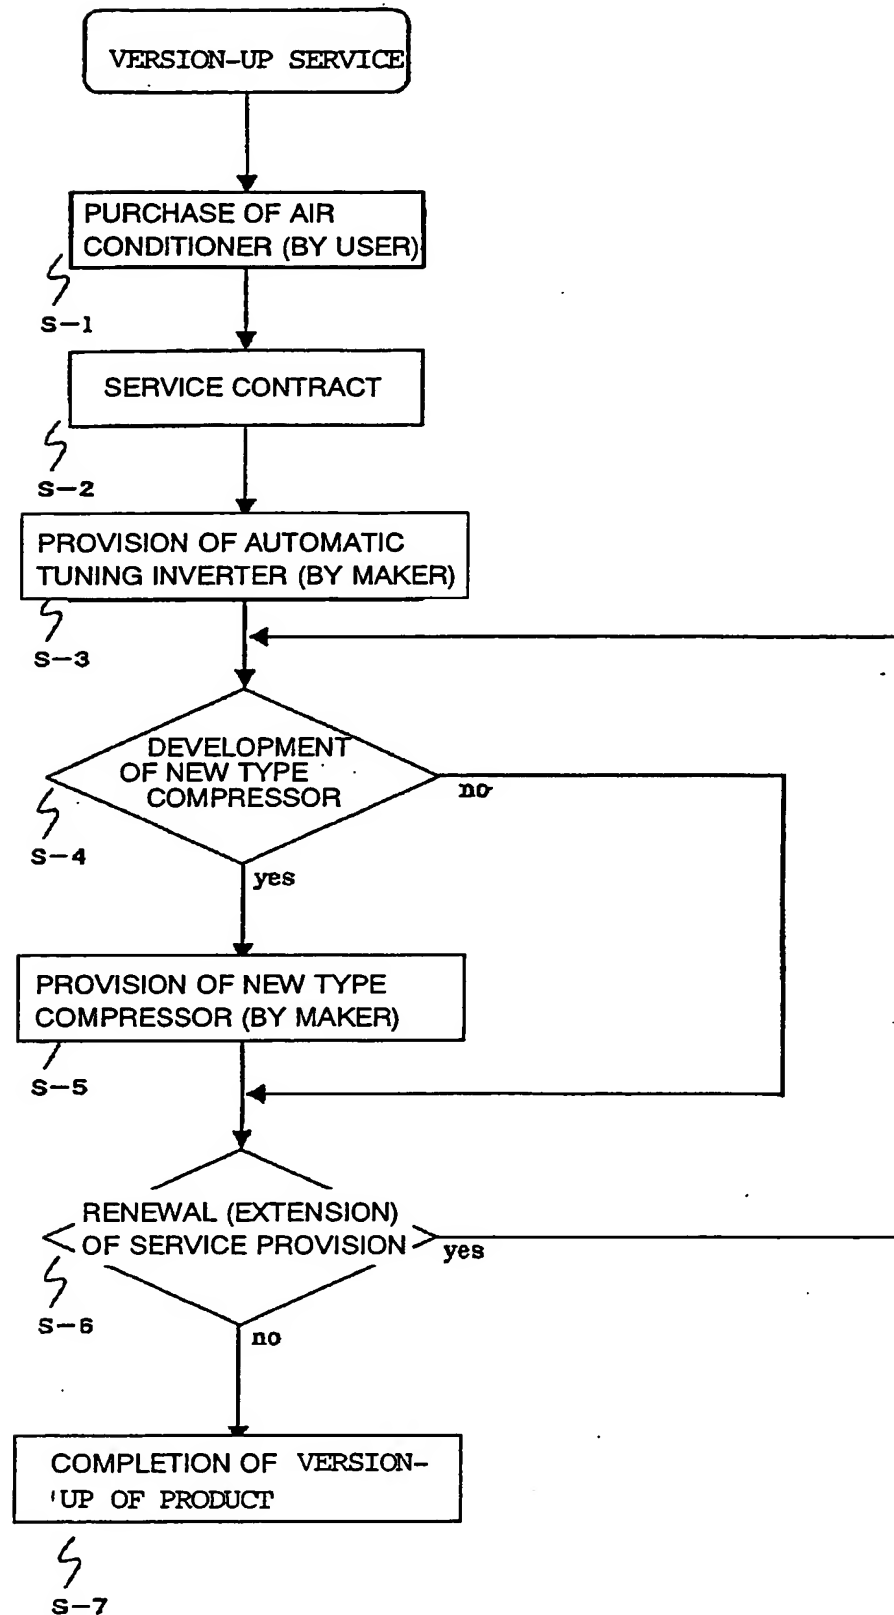 VERSION-UP SERVICE
PURCHASE OF AIR
CONDITIONER (BY USER)
S-1
SERVICE CONTRACT
S-2
PROVISION OF AUTOMATIC
TUNING INVERTER (BY MAKER)
S-3
DEVELOPMENT
OF NEW TYPE
COMPRESSOR
no
S-4
yes
PROVISION OF NEW TYPE
COMPRESSOR (BY MAKER)
S-5
RENEWAL (EXTENSION)
OF SERVICE PROVISION
yes
S-6
no
COMPLETION OF VERSION-
UP OF PRODUCT
S-7